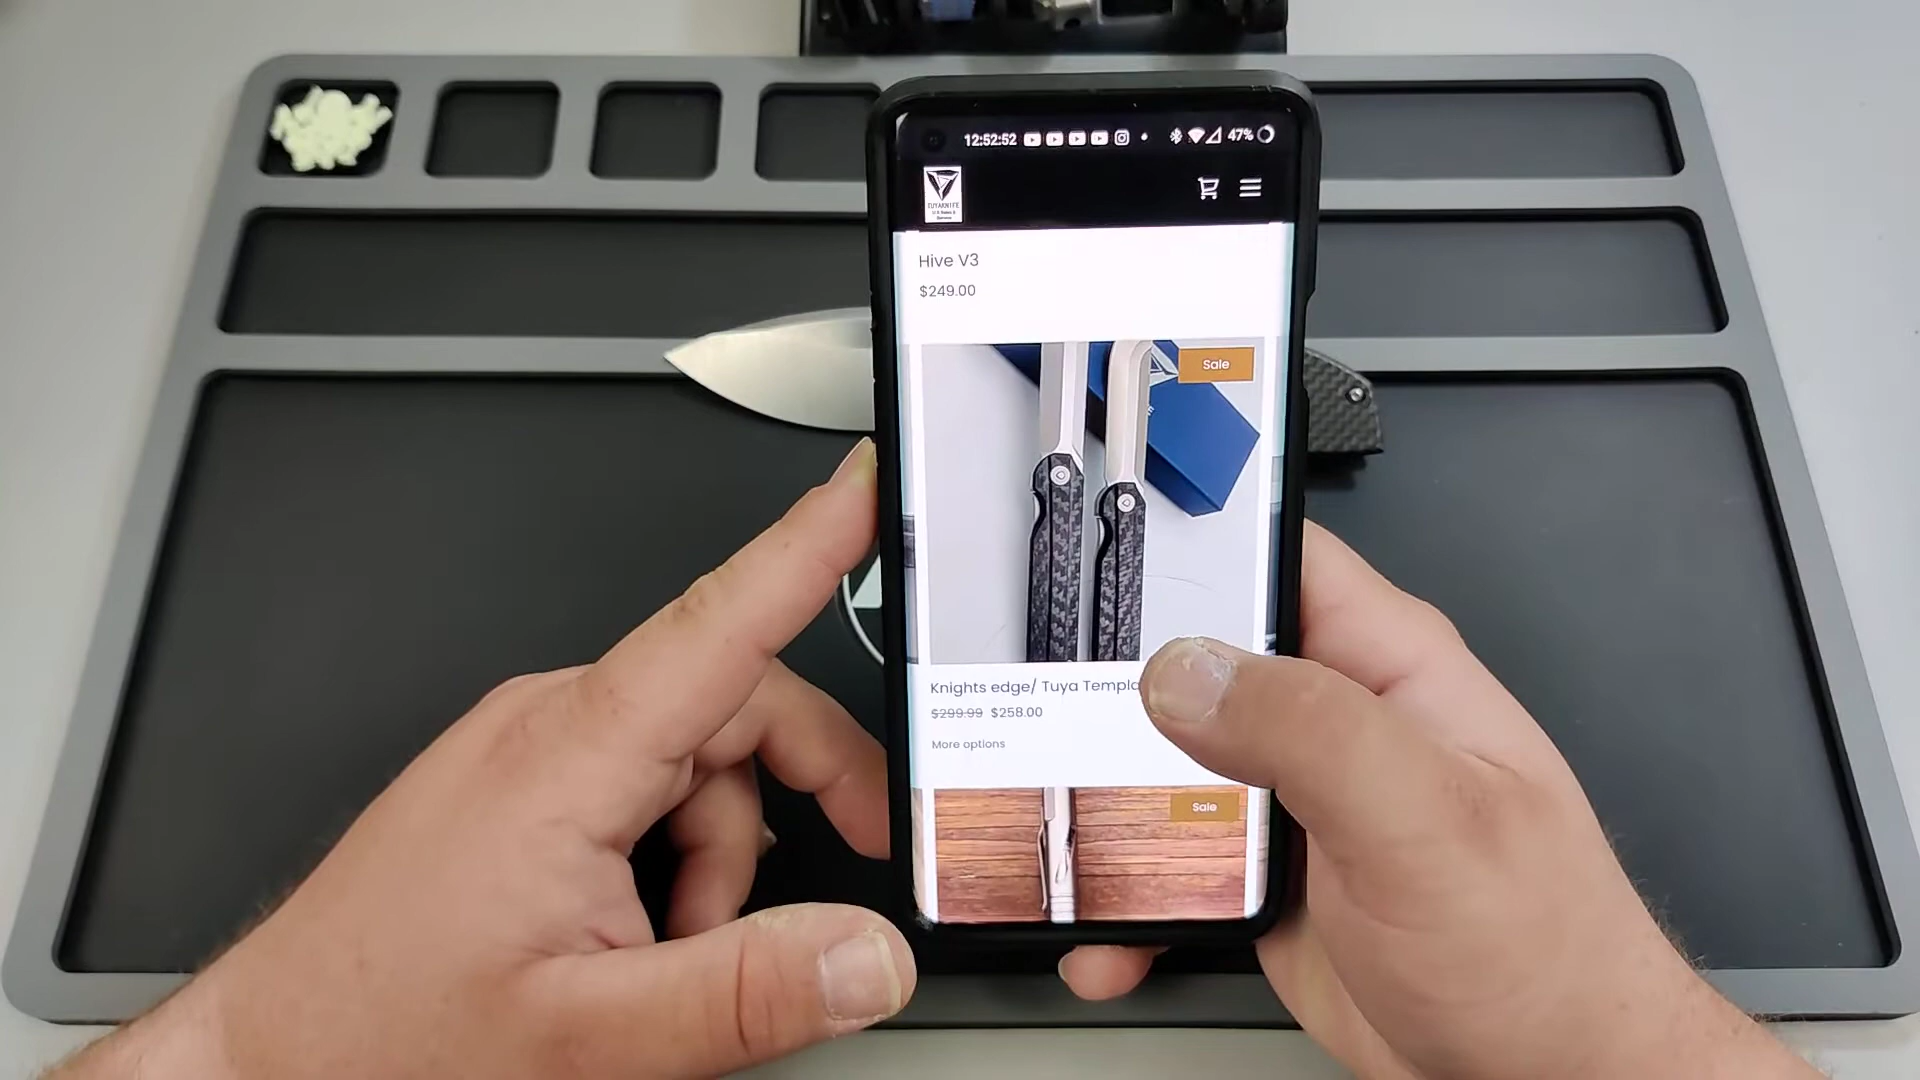 12:52:52
47%
TUYAKNIFE
Hive V3
$249.00
Sale
Knights edge/ Tuya Templa
$299.99 $258.00
More options
Sale